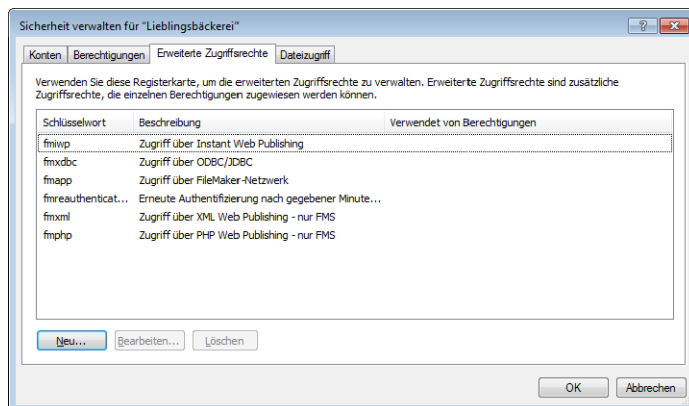 Sicherheit verwalten für "Lieblingsbäckerei"
Konten Berechtigungen Erweiterte Zugriffsrechte Dateizugriff
Verwenden Sie diese Registerkarte, um die erweiterten Zugriffsrechte zu verwalten. Erweiterte Zugriffsrechte sind zusätzliche
Zugriffsrechte, die einzelnen Berechtigungen zugewiesen werden können.
Schlüsselwort Beschreibung Verwendet von Berechtigungen
fmiwp Zugriff über Instant Web Publishing
fmxdbc Zugriff über ODBC/JDBC
fmapp Zugriff über FileMaker-Netzwerk
fmreauthenticat... Erneute Authentifizierung nach gegebener Minute...
fmxml Zugriff über XML Web Publishing - nur FMS
fmphp Zugriff über PHP Web Publishing - nur FMS
Neu... Bearbeiten... Löschen
OK Abbrechen